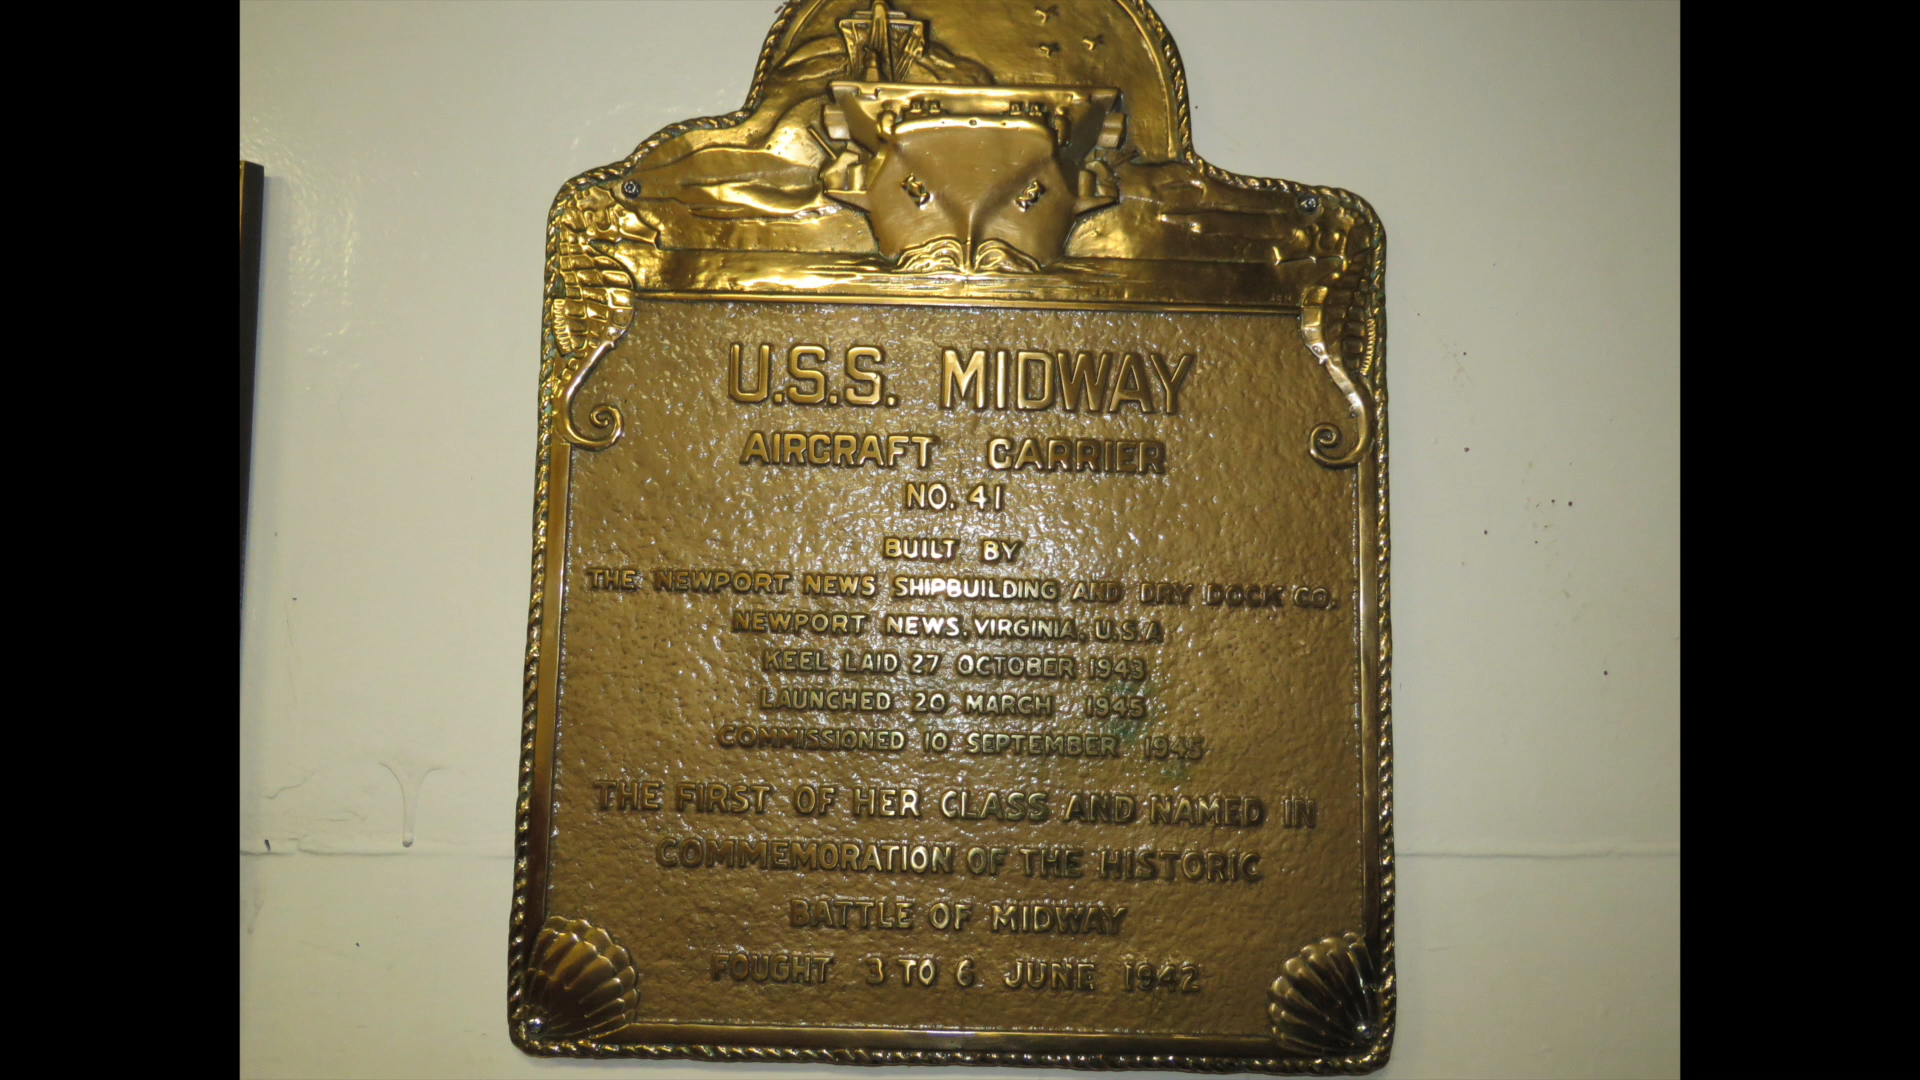 U.S.S. MIDWAY
AIRCRAFT CARRIER
NO. 41
BUILT BY
THE NEWPORT NEWS SHIPBUILDING AND DRY DOCK CO.
NEWPORT NEWS, VIRGINIA, U.S.A
KEEL LAID 27 OCTOBER 1943
LAUNCHED 20 MARCH 1945
COMMISSIONED 10 SEPTEMBER 1945
THE FIRST OF HER CLASS AND NAMED IN
COMMEMORATION OF THE HISTORIC
BATTLE OF MIDWAY
FOUGHT 3 TO 6 JUNE 1942